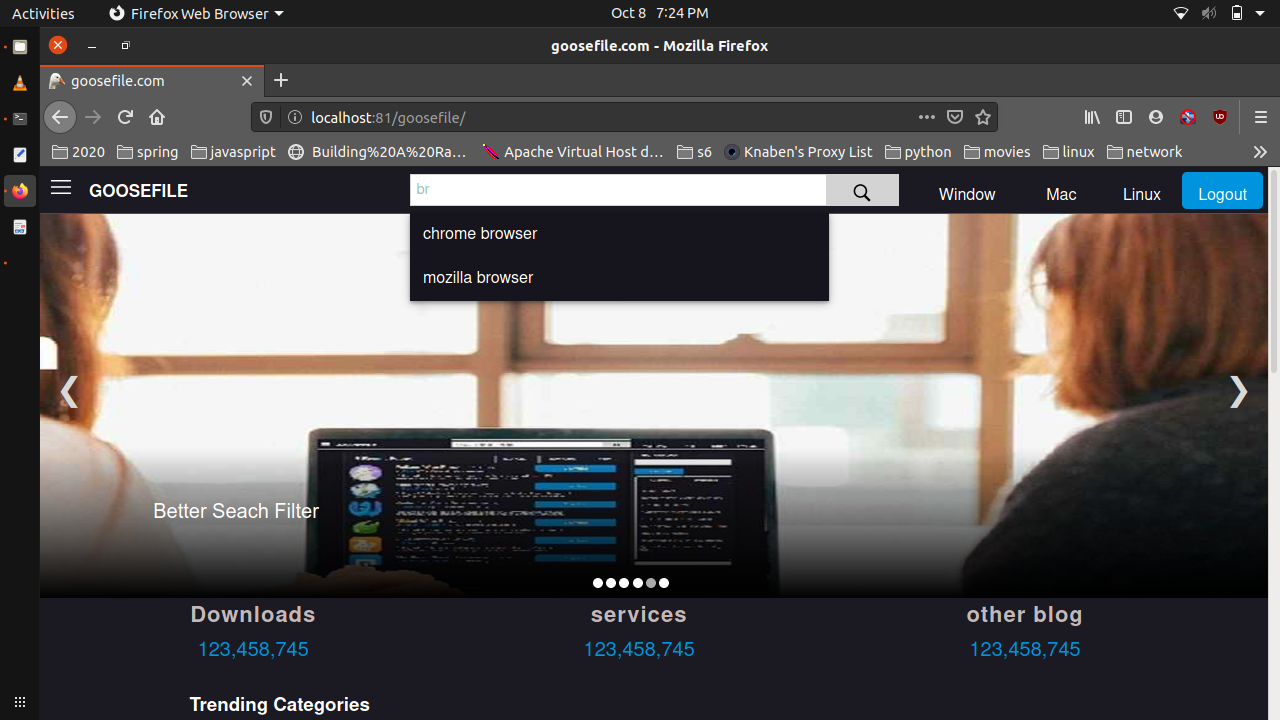 Activities Firefox Web Browser Oct 8 7:24 PM
goosefile.com - Mozilla Firefox
goosefile.com
localhost:81/goosefile/
2020 spring javasript Building%20A%20Ra... Apache Virtual Host d... s6 Knaben's Proxy List python movies linux network
GOOSEFILE br Window Mac Linux Logout
chrome browser
mozilla browser
Better Seach Filter
Downloads services other blog
123,458,745 123,458,745 123,458,745
Trending Categories